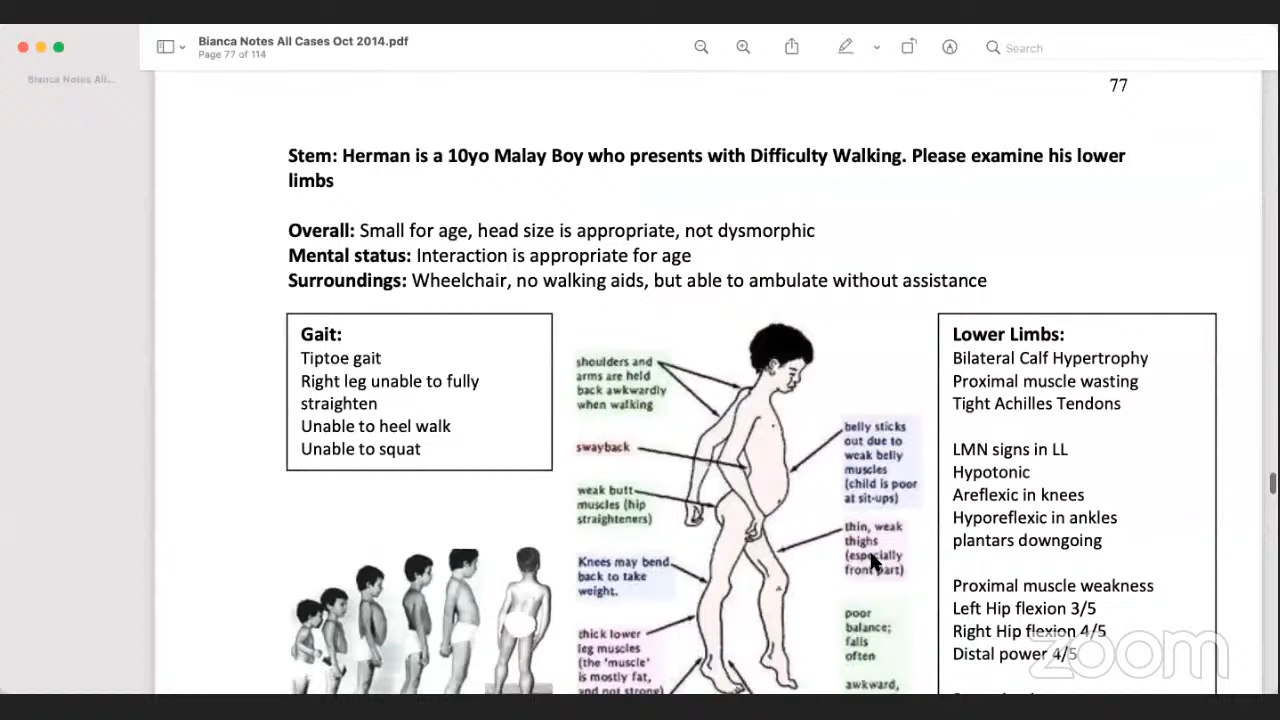 Bianca Notes All Cases Oct 2014.pdf
Page 77 of 114
Search
Bianca Notes All...
77
Stem: Herman is a 10yo Malay Boy who presents with Difficulty Walking. Please examine his lower
limbs
Overall: Small for age, head size is appropriate, not dysmorphic
Mental status: Interaction is appropriate for age
Surroundings: Wheelchair, no walking aids, but able to ambulate without assistance
Gait:
Tiptoe gait
Right leg unable to fully
straighten
Unable to heel walk
Unable to squat
shoulders and
arms are held
back awkwardly
when walking
swayback
weak butt
muscles (hip
straighteners)
Knees may bend
back to take
weight.
thick lower
leg muscles
(the 'muscle'
is mostly fat,
and not strong)
belly sticks
out due to
weak belly
muscles
(child is poor
at sit-ups)
thin, weak
thighs
(especially
front part)
poor
balance;
falls
often
awkward,
Lower Limbs:
Bilateral Calf Hypertrophy
Proximal muscle wasting
Tight Achilles Tendons
LMN signs in LL
Hypotonic
Areflexic in knees
Hyporeflexic in ankles
plantars downgoing
Proximal muscle weakness
Left Hip flexion 3/5
Right Hip flexion 4/5
Distal power 4/5
zoom